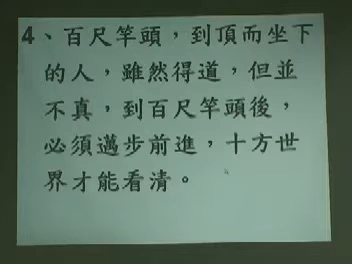 4、百尺竿頭，到頂而坐下
的人，雖然得道，但並
不真，到百尺竿頭後，
必須邁步前進，十方世
界才能看清。